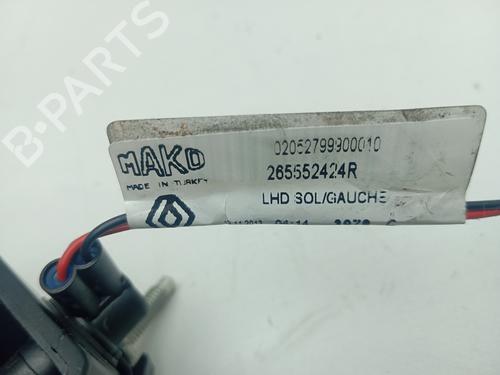 B-PARTS
02052799900010
MAKO
265552424R
MADE IN TURKEY
LHD SOL/GAUCHE